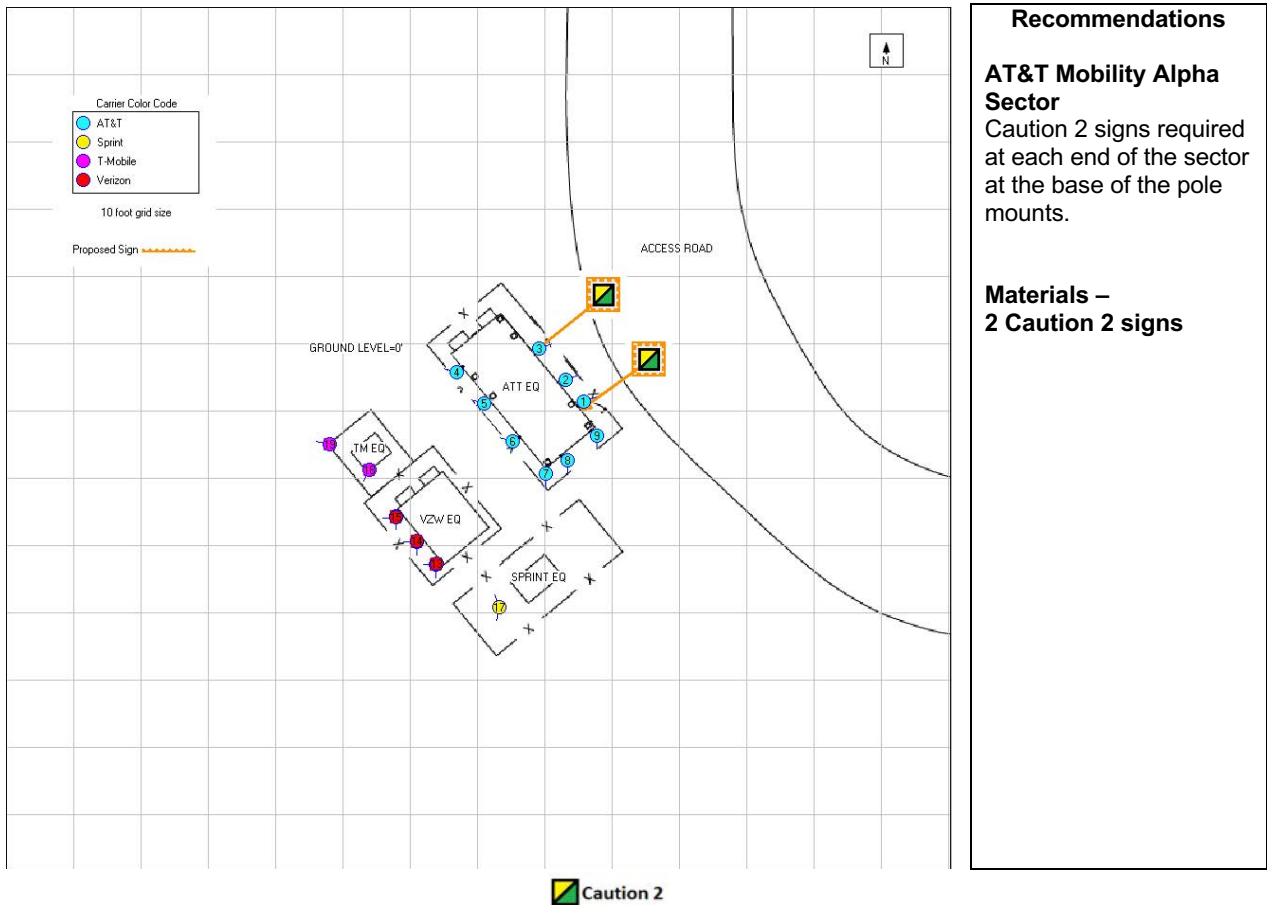 N
Carrier Color Code
AT&T
Sprint
T-Mobile
Verizon
10 foot grid size
Proposed Sign
ACCESS ROAD
GROUND LEVEL=0'
3
4
2
ATT EQ
1
5
9
6
19
TM EQ
8
7
VZW EQ
SPRINT EQ
17
Recommendations
AT&T Mobility Alpha
Sector
Caution 2 signs required
at each end of the sector
at the base of the pole
mounts.
Materials –
2 Caution 2 signs
Caution 2